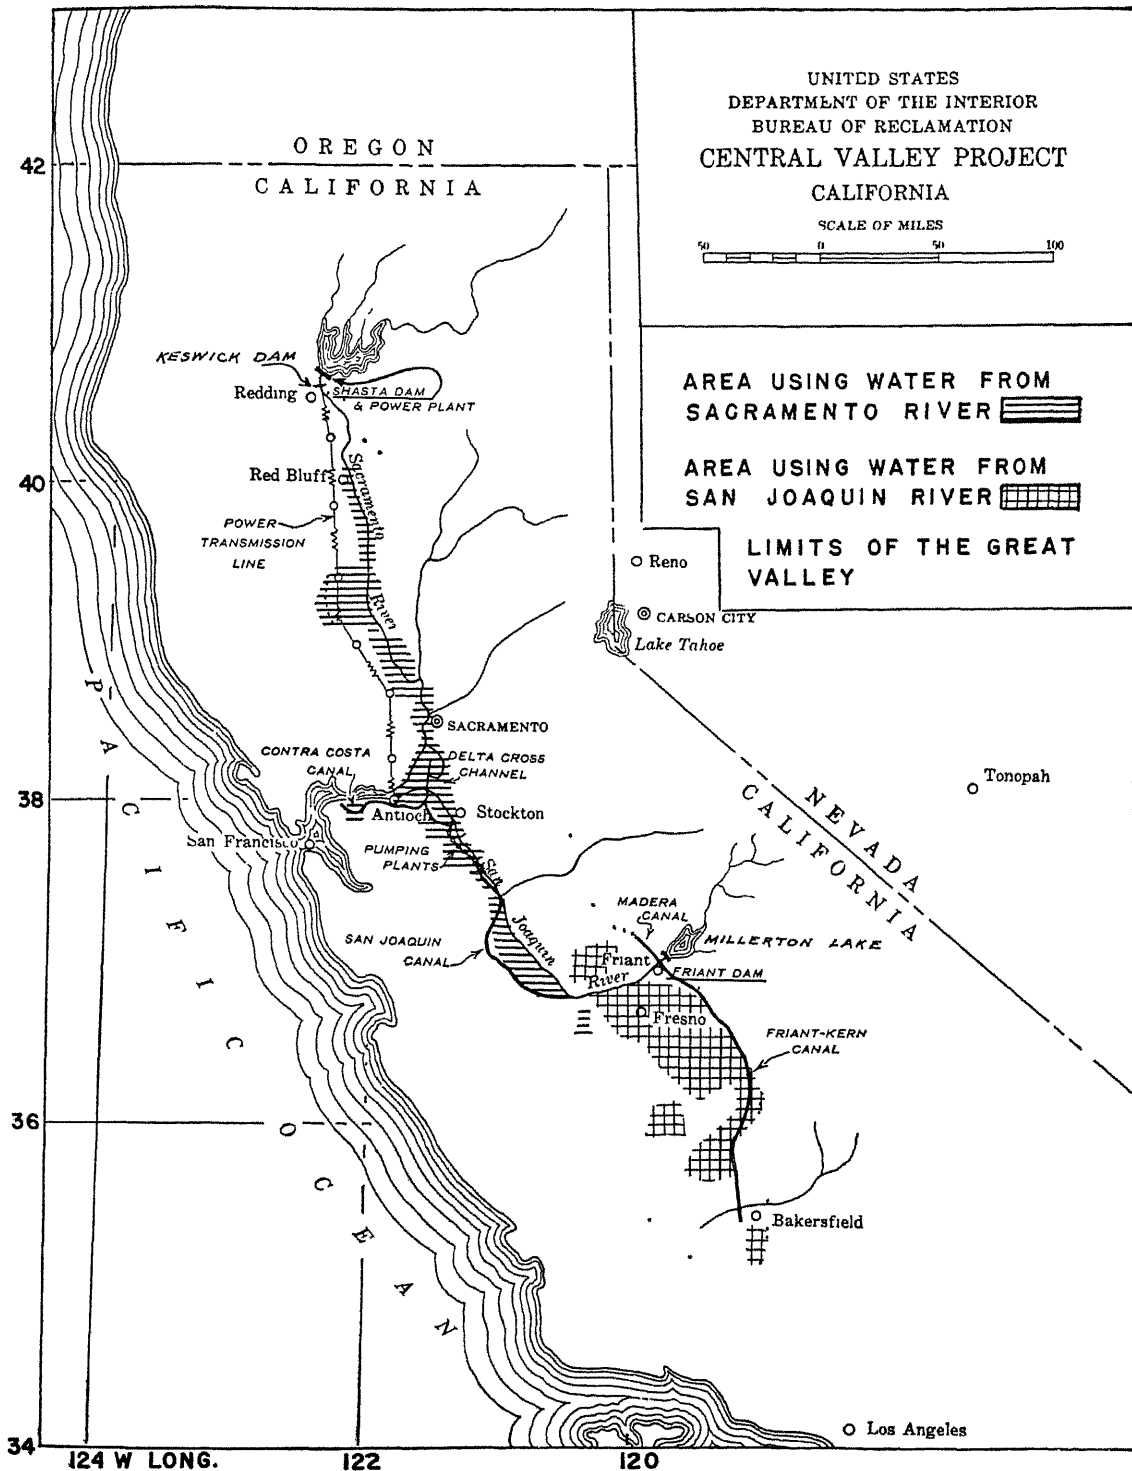 UNITED STATES
DEPARTMENT OF THE INTERIOR
BUREAU OF RECLAMATION
CENTRAL VALLEY PROJECT
CALIFORNIA
SCALE OF MILES
50 0 50 100
AREA USING WATER FROM
SACRAMENTO RIVER
AREA USING WATER FROM
SAN JOAQUIN RIVER
LIMITS OF THE GREAT
VALLEY
OREGON
42
CALIFORNIA
KESWICK DAM
Redding
SHASTA DAM
& POWER PLANT
Red Bluff
40
Sacramento
River
POWER
TRANSMISSION
LINE
Reno
CARSON CITY
Lake Tahoe
SACRAMENTO
CONTRA COSTA
CANAL
DELTA CROSS
CHANNEL
Tonopah
NEVADA
CALIFORNIA
38
Antioch
Stockton
San Francisco
PUMPING
PLANTS
San
Joaquin
River
MADERA
CANAL
SAN JOAQUIN
CANAL
MILLERTON LAKE
Friant
FRIANT DAM
Fresno
FRIANT-KERN
CANAL
36
PACIFIC OCEAN
Bakersfield
Los Angeles
34
124 W LONG. 122 120